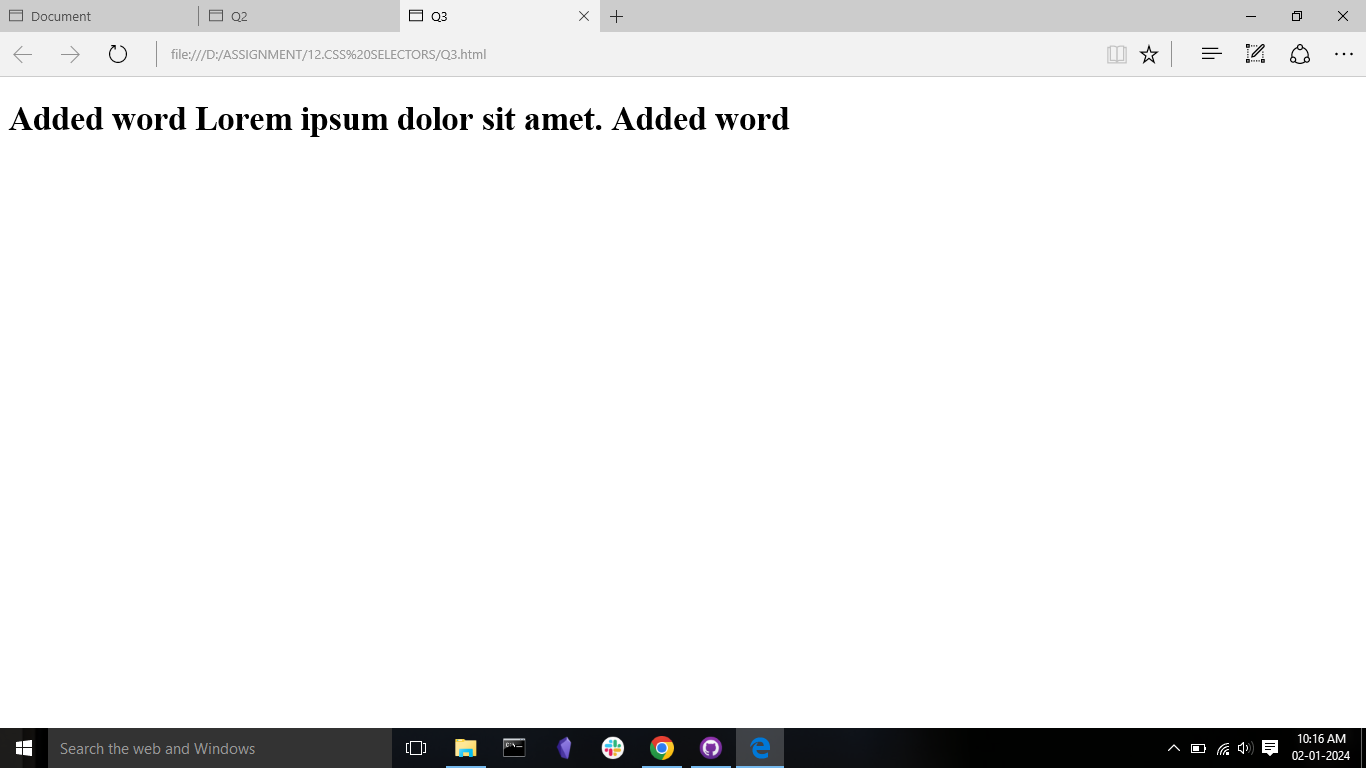 Document
Q2
Q3
file:///D:/ASSIGNMENT/12.CSS%20SELECTORS/Q3.html
Added word Lorem ipsum dolor sit amet. Added word
Search the web and Windows
10:16 AM
02-01-2024